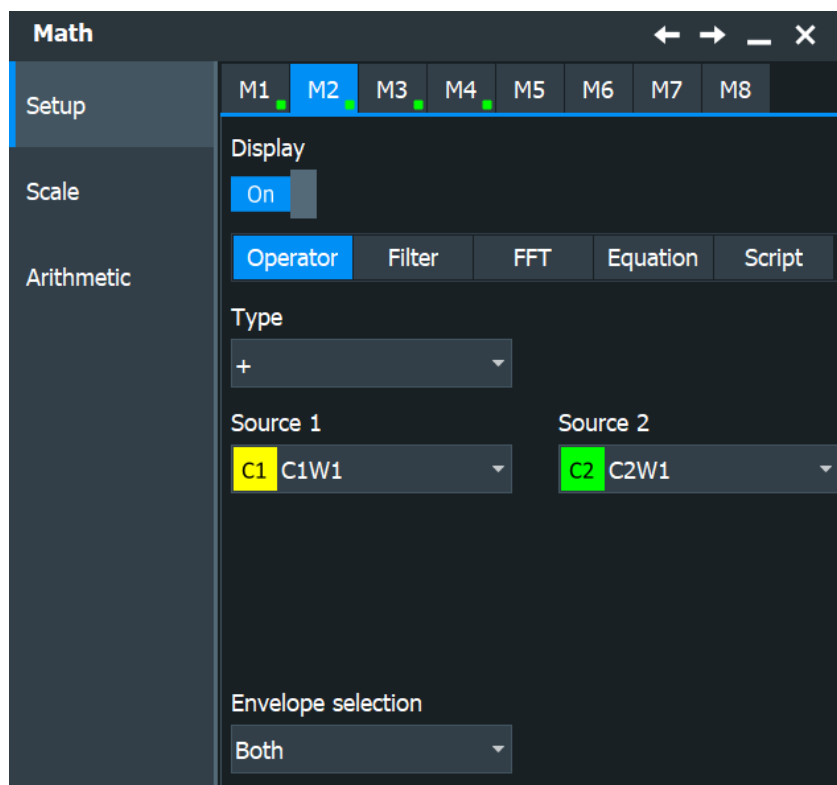 Math
Setup
Scale
Arithmetic
M1 M2 M3 M4 M5 M6 M7 M8
Display
On
Operator Filter FFT Equation Script
Type
+
Source 1 Source 2
C1 C1W1 C2 C2W1
Envelope selection
Both